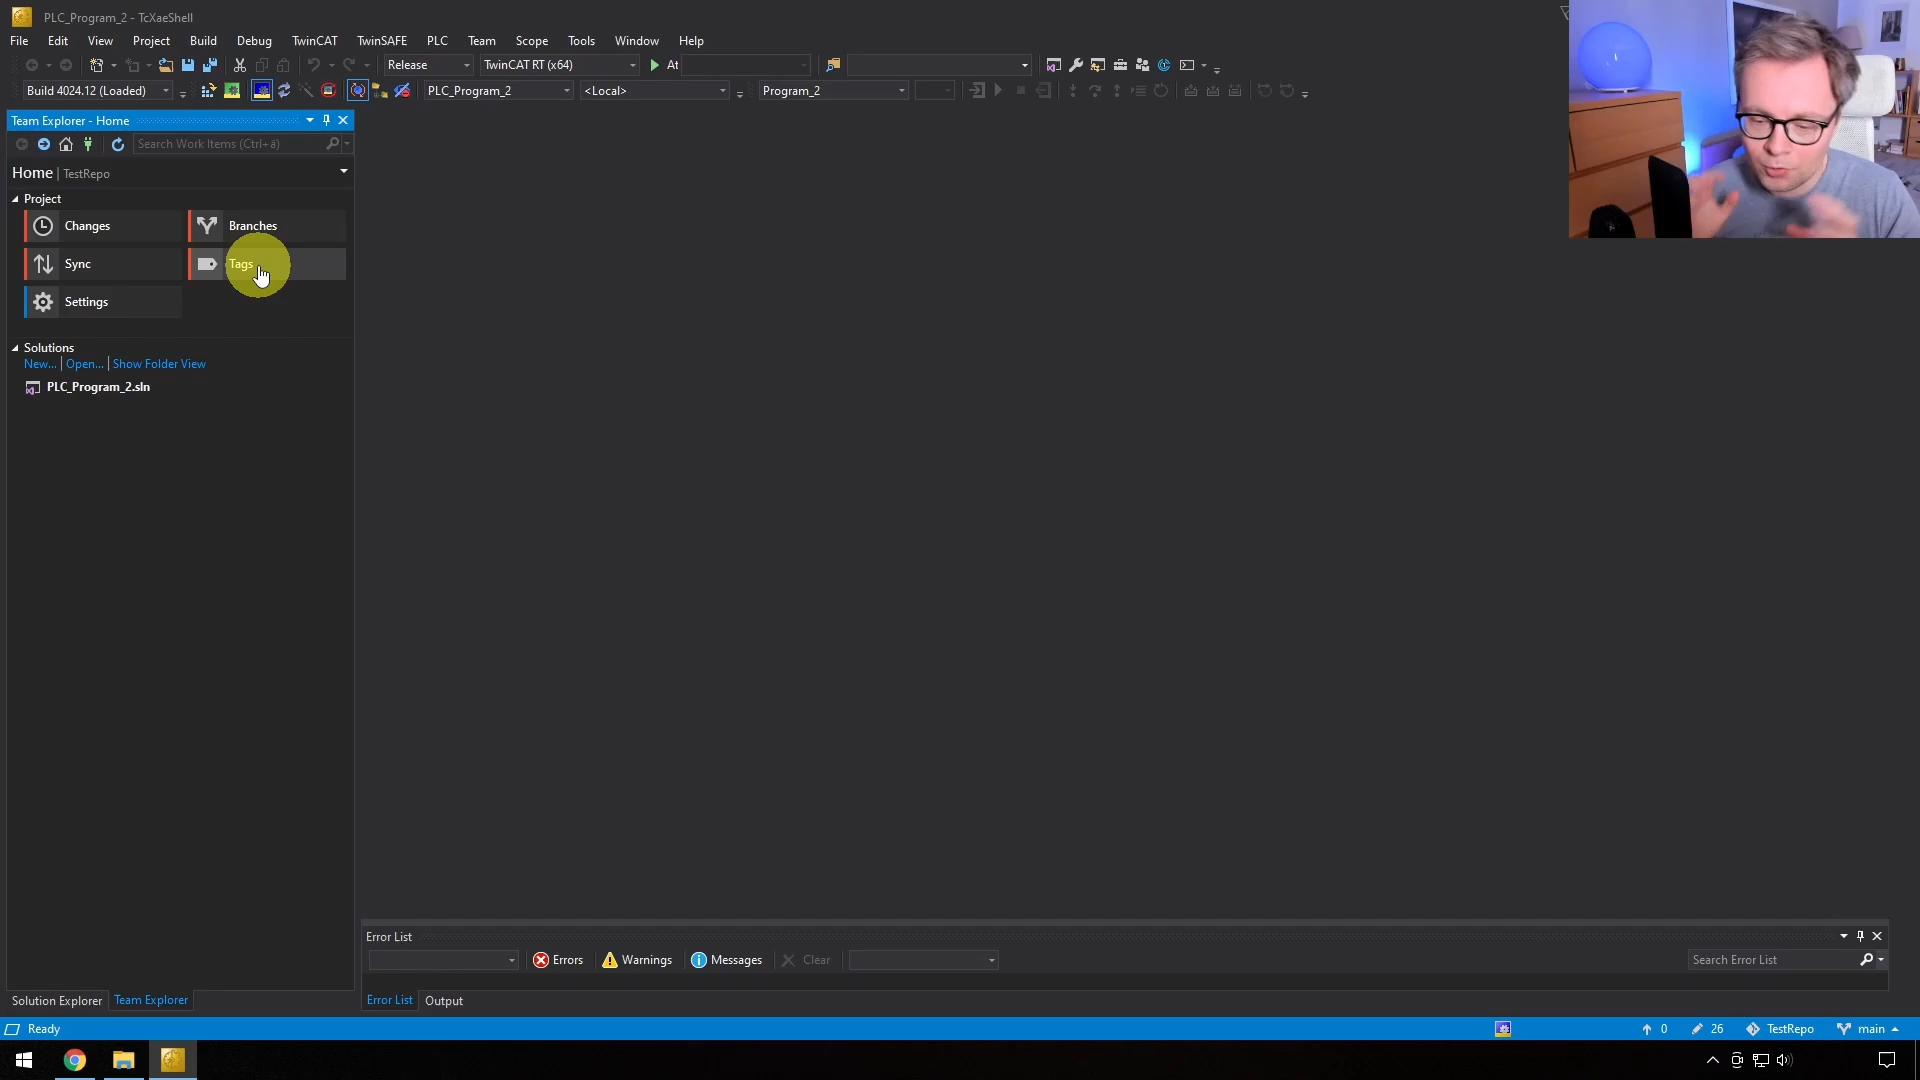 PLC_Program_2 - TcXaeShell
File Edit View Project Build Debug TwinCAT TwinSAFE PLC Team Scope Tools Window Help
Release TwinCAT RT (x64) At
Build 4024.12 (Loaded) PLC_Program_2 <Local> Program_2
Team Explorer - Home
Search Work Items (Ctrl+ä)
Home | TestRepo
Project
Changes Branches
Sync Tags
Settings
Solutions
New... Open... Show Folder View
PLC_Program_2.sln
Error List
Errors Warnings Messages Clear Search Error List
Solution Explorer Team Explorer Error List Output
Ready 0 26 TestRepo main